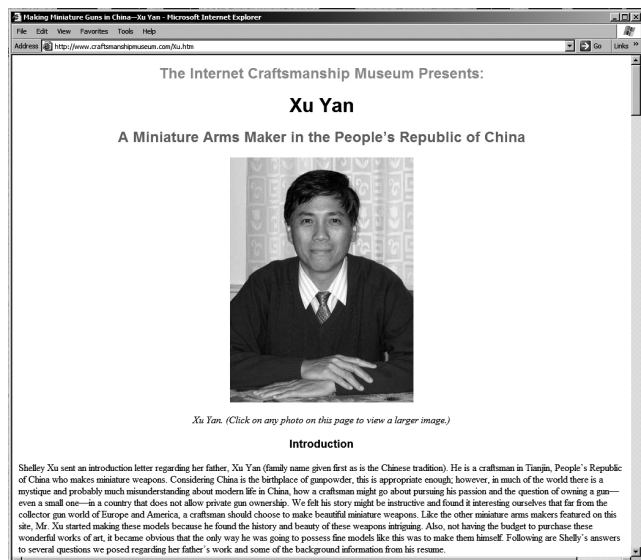 Making Miniature Guns in China—Xu Yan - Microsoft Internet Explorer
File Edit View Favorites Tools Help
Address http://www.craftsmanshipmuseum.com/Xu.htm Go Links »
The Internet Craftsmanship Museum Presents:
Xu Yan
A Miniature Arms Maker in the People's Republic of China
Xu Yan. (Click on any photo on this page to view a larger image.)
Introduction
Shelley Xu sent an introduction letter regarding her father, Xu Yan (family name given first as is the Chinese tradition). He is a craftsman in Tianjin, People's Republic
of China who makes miniature weapons. Considering China is the birthplace of gunpowder, this is appropriate enough; however, in much of the world there is a
mystique and probably much misunderstanding about modern life in China, how a craftsman might go about pursuing his passion and the question of owning a gun—
even a small one—in a country that does not allow private gun ownership. We felt his story might be instructive and found it interesting ourselves that far from the
collector gun world of Europe and America, a craftsman should choose to make beautiful miniature weapons. Like the other miniature arms makers featured on this
site, Mr. Xu started making these models because he found the history and beauty of these weapons intriguing. Also, not having the budget to purchase these
wonderful works of art, it became obvious that the only way he was going to possess fine models like this was to make them himself. Following are Shelly's answers
to several questions we posed regarding her father's work and some of the background information from his resume.